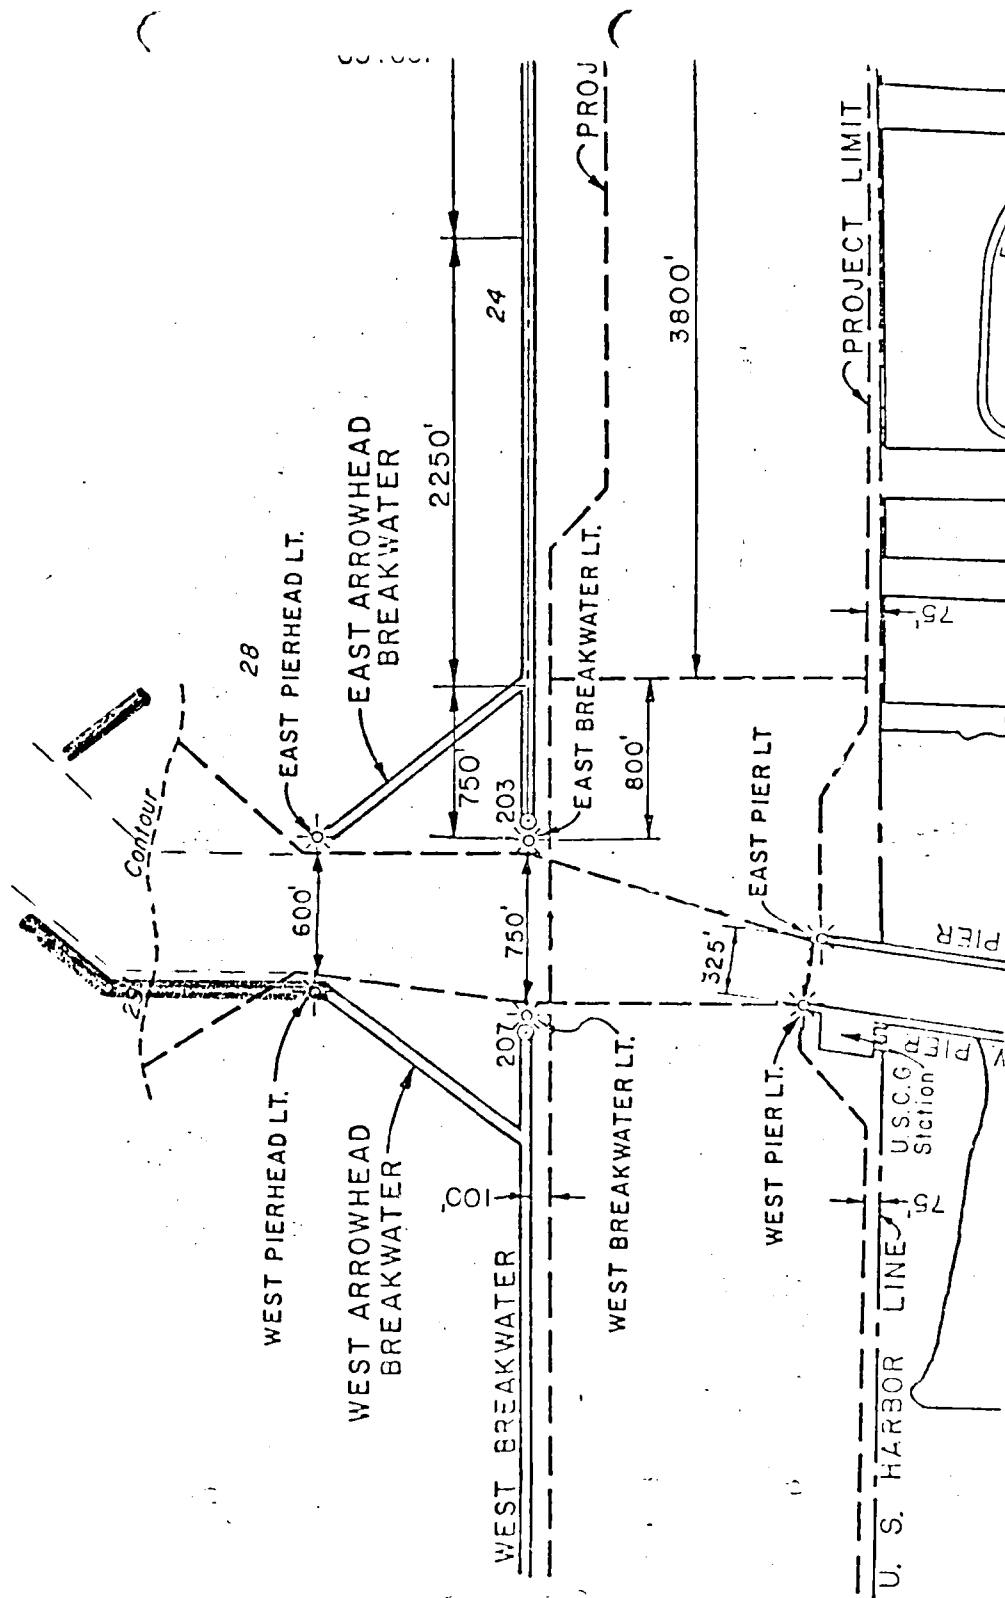 Contour
28
29
EAST PIERHEAD LT.
EAST ARROWHEAD
BREAKWATER
2250'
24
PROJ
3800'
PROJECT LIMIT
600'
750'
203
EAST BREAKWATER LT.
800'
75'
750'
207
EAST PIER LT
325'
PIER
WEST PIERHEAD LT.
WEST ARROWHEAD
BREAKWATER
100'
WEST BREAKWATER
WEST BREAKWATER LT.
WEST PIER LT.
U.S.C.G.
Station
W PIER
75'
U. S. HARBOR LINE